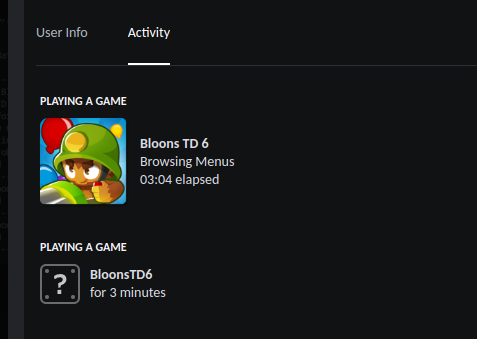 User Info Activity
PLAYING A GAME
Bloons TD 6
Browsing Menus
03:04 elapsed
PLAYING A GAME
?
BloonsTD6
for 3 minutes